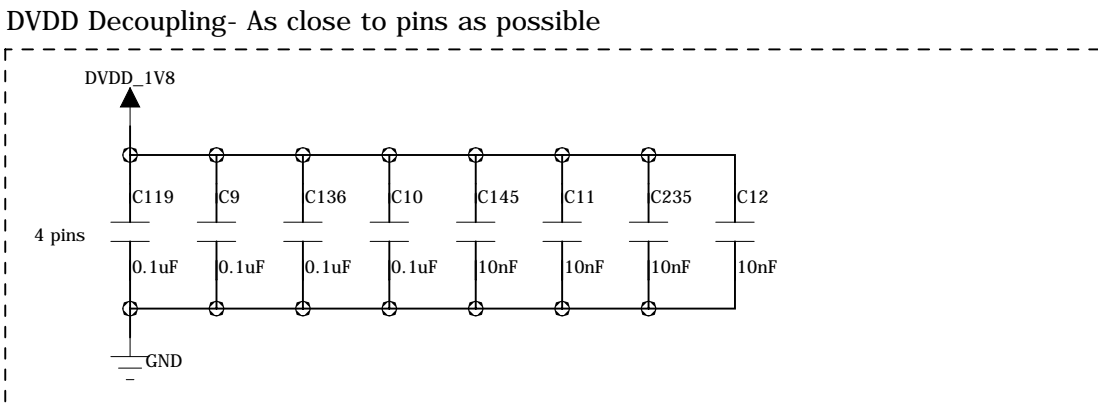 DVDD Decoupling- As close to pins as possible
DVDD_1V8
C119 C9 C136 C10 C145 C11 C235 C12
4 pins
0.1uF 0.1uF 0.1uF 0.1uF 10nF 10nF 10nF 10nF
GND